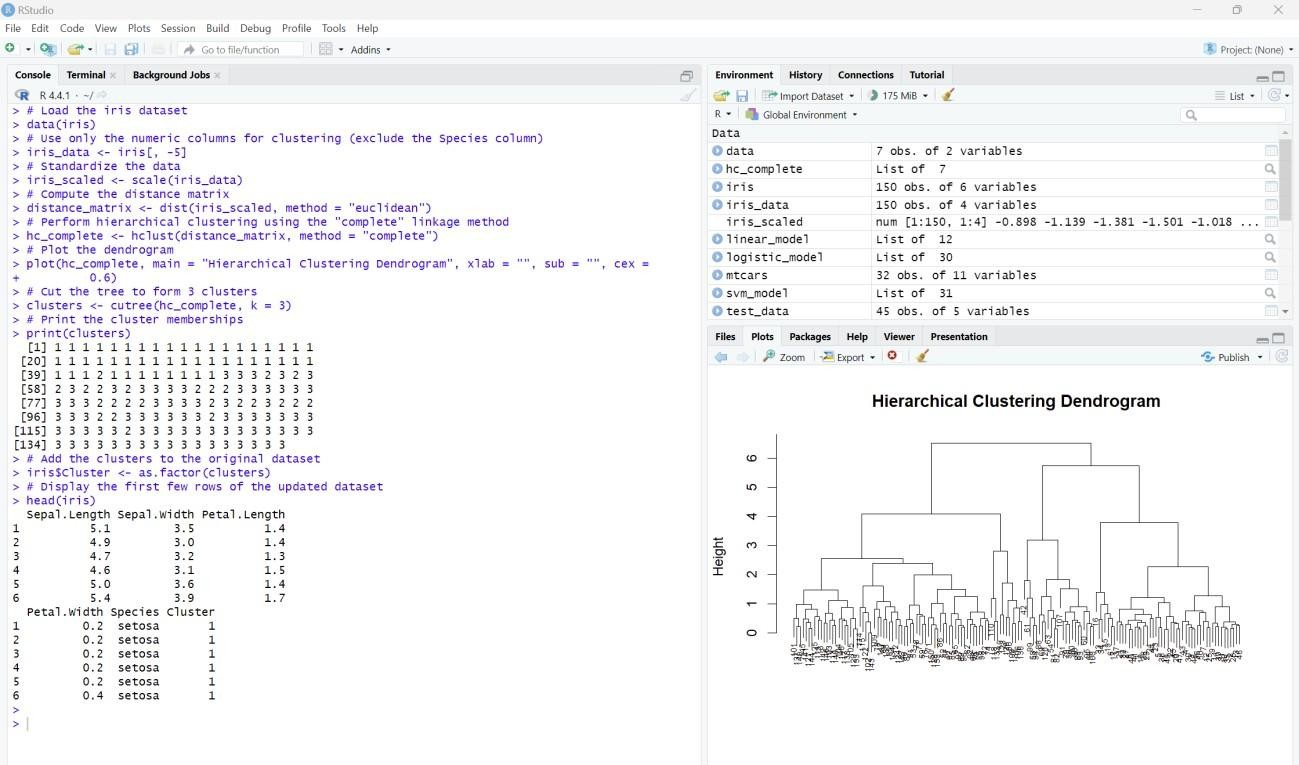 RStudio
File Edit Code View Plots Session Build Debug Profile Tools Help
Go to file/function Addins Project: (None)
Console Terminal Background Jobs
R 4.4.1 · ~/
> # Load the iris dataset
> data(iris)
> # Use only the numeric columns for clustering (exclude the Species column)
> iris_data <- iris[, -5]
> # Standardize the data
> iris_scaled <- scale(iris_data)
> # Compute the distance matrix
> distance_matrix <- dist(iris_scaled, method = "euclidean")
> # Perform hierarchical clustering using the "complete" linkage method
> hc_complete <- hclust(distance_matrix, method = "complete")
> # Plot the dendrogram
> plot(hc_complete, main = "Hierarchical Clustering Dendrogram", xlab = "", sub = "", cex =
+ 0.6)
> # Cut the tree to form 3 clusters
> clusters <- cutree(hc_complete, k = 3)
> # Print the cluster memberships
> print(clusters)
[1] 1 1 1 1 1 1 1 1 1 1 1 1 1 1 1 1 1 1 1
[20] 1 1 1 1 1 1 1 1 1 1 1 1 1 1 1 1 1 1 1
[39] 1 1 1 2 1 1 1 1 1 1 1 1 3 3 3 2 3 2 3
[58] 2 3 2 2 3 2 3 3 3 3 2 2 2 3 3 3 3 3
[77] 3 3 3 2 2 2 2 3 3 3 3 2 3 2 2 3 2 2 2
[96] 3 3 3 2 2 3 3 3 3 3 3 2 3 3 3 3 3 3 3
[115] 3 3 3 3 3 2 3 3 3 3 3 3 3 3 3 3 3 3 3
[134] 3 3 3 3 3 3 3 3 3 3 3 3 3 3 3 3 3
> # Add the clusters to the original dataset
> iris$Cluster <- as.factor(clusters)
> # Display the first few rows of the updated dataset
> head(iris)
Sepal.Length Sepal.Width Petal.Length
1 5.1 3.5 1.4
2 4.9 3.0 1.4
3 4.7 3.2 1.3
4 4.6 3.1 1.5
5 5.0 3.6 1.4
6 5.4 3.9 1.7
Petal.Width Species Cluster
1 0.2 setosa 1
2 0.2 setosa 1
3 0.2 setosa 1
4 0.2 setosa 1
5 0.2 setosa 1
6 0.4 setosa 1
>
>
Environment History Connections Tutorial
Import Dataset 175 MiB List
R Global Environment
Data
data 7 obs. of 2 variables
hc_complete List of 7
iris 150 obs. of 6 variables
iris_data 150 obs. of 4 variables
iris_scaled num [1:150, 1:4] -0.898 -1.139 -1.381 -1.501 -1.018 ...
linear_model List of 12
logistic_model List of 30
mtcars 32 obs. of 11 variables
svm_model List of 31
test_data 45 obs. of 5 variables
Files Plots Packages Help Viewer Presentation
Zoom Export Publish
Hierarchical Clustering Dendrogram
Height
6
5
4
3
2
1
0
42
61
107
16